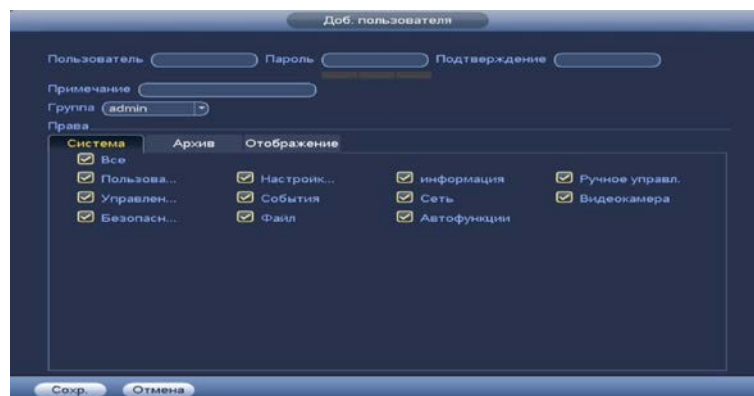 Доб. пользователя
Пользователь Пароль Подтверждение
Примечание
Группа admin
Права
Система Архив Отображение
Все
Пользова... Настройк... информация Ручное управл.
Управлен... События Сеть Видеокамера
Безопасн... Файл Автофункции
Сохр. Отмена